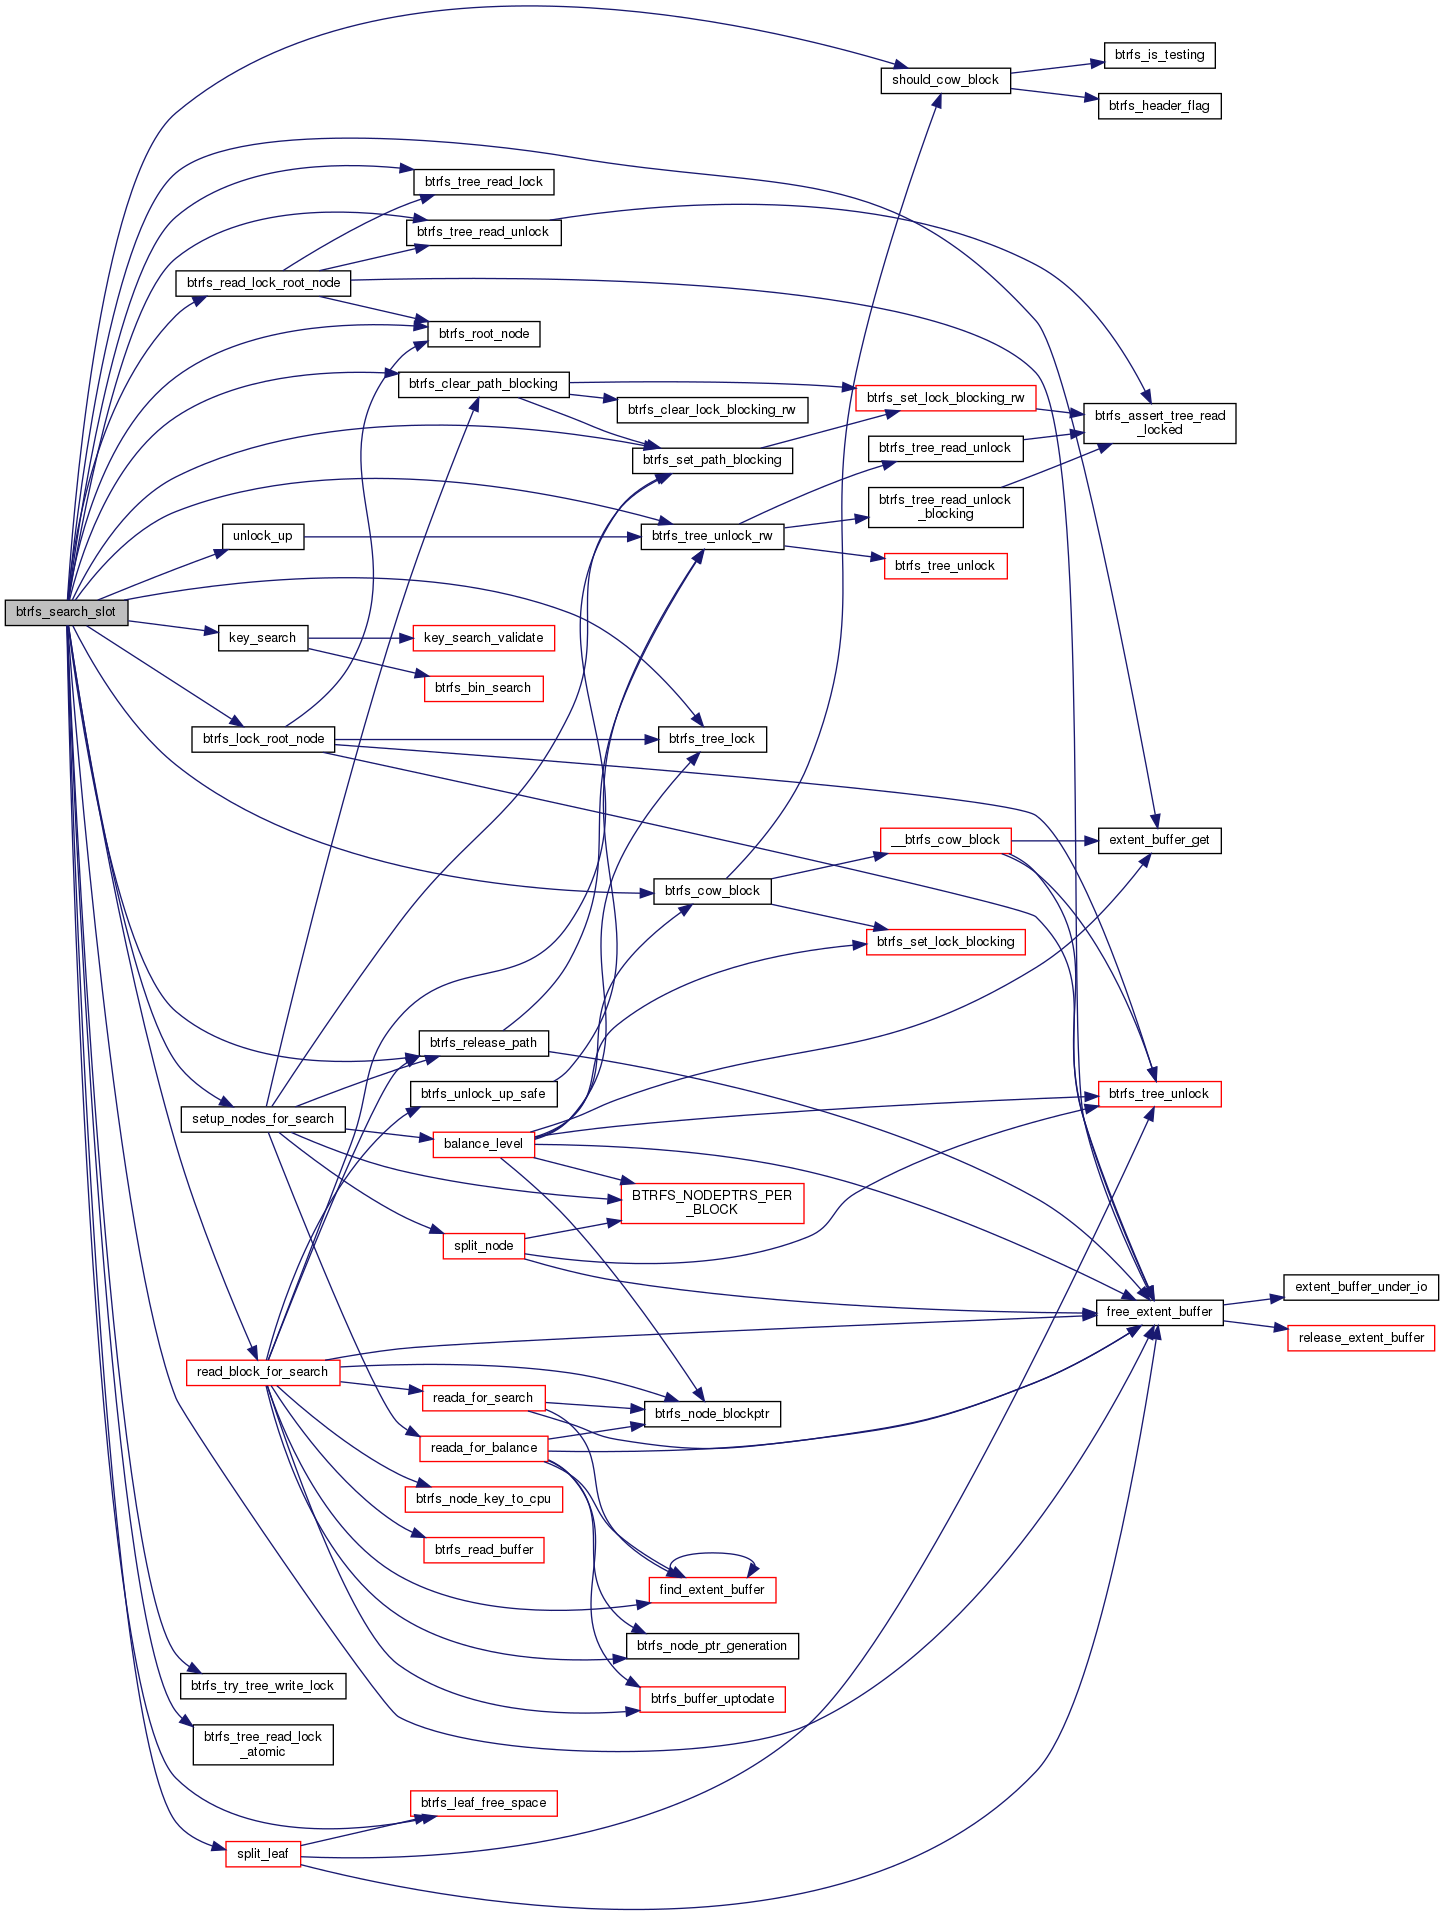 btrfs_is_testing
should_cow_block
btrfs_header_flag
btrfs_tree_read_lock
btrfs_tree_read_unlock
btrfs_read_lock_root_node
btrfs_root_node
btrfs_clear_path_blocking
btrfs_set_lock_blocking_rw
btrfs_clear_lock_blocking_rw
btrfs_assert_tree_read
_locked
btrfs_tree_read_unlock
btrfs_set_path_blocking
btrfs_tree_read_unlock
_blocking
unlock_up
btrfs_tree_unlock_rw
btrfs_tree_unlock
btrfs_search_slot
key_search
key_search_validate
btrfs_bin_search
btrfs_lock_root_node
btrfs_tree_lock
__btrfs_cow_block
extent_buffer_get
btrfs_cow_block
btrfs_set_lock_blocking
btrfs_release_path
btrfs_unlock_up_safe
btrfs_tree_unlock
setup_nodes_for_search
balance_level
BTRFS_NODEPTRS_PER
_BLOCK
split_node
extent_buffer_under_io
free_extent_buffer
release_extent_buffer
read_block_for_search
reada_for_search
btrfs_node_blockptr
reada_for_balance
btrfs_node_key_to_cpu
btrfs_read_buffer
find_extent_buffer
btrfs_node_ptr_generation
btrfs_try_tree_write_lock
btrfs_buffer_uptodate
btrfs_tree_read_lock
_atomic
btrfs_leaf_free_space
split_leaf